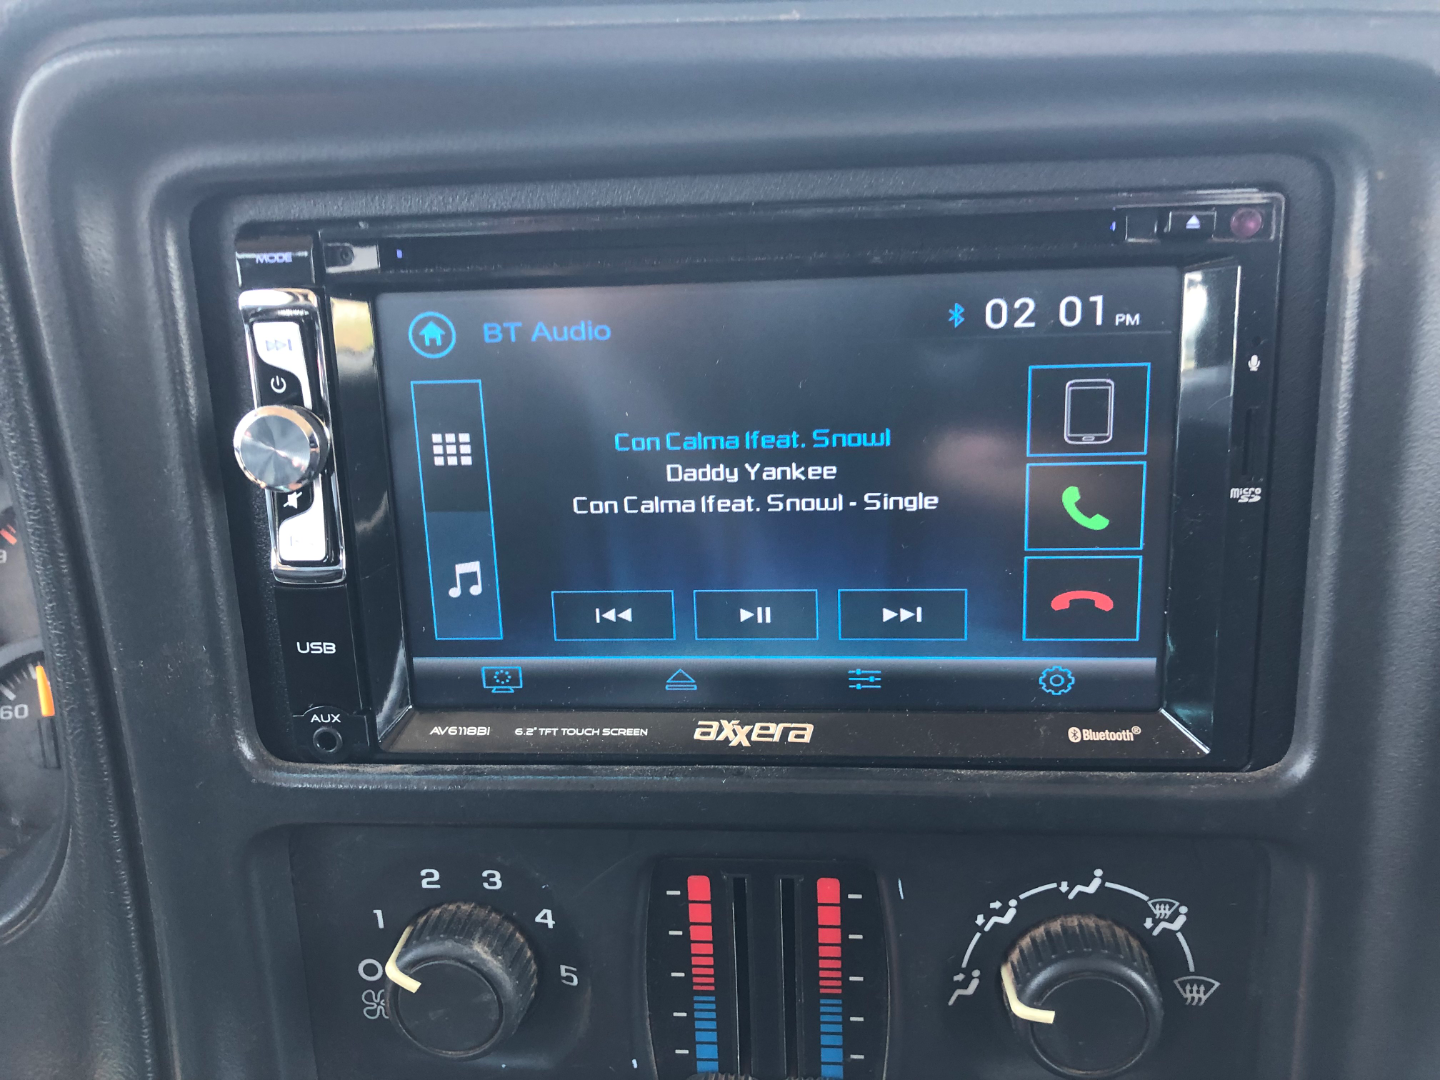 MODE
BT Audio
02 01 PM
Con Calma (feat. Snow)
Daddy Yankee
Con Calma (feat. Snow) - Single
micro SD
USB
AUX
AV6118BI 6.2" TFT TOUCH SCREEN axxera Bluetooth®
60
0 1 2 3 4 5